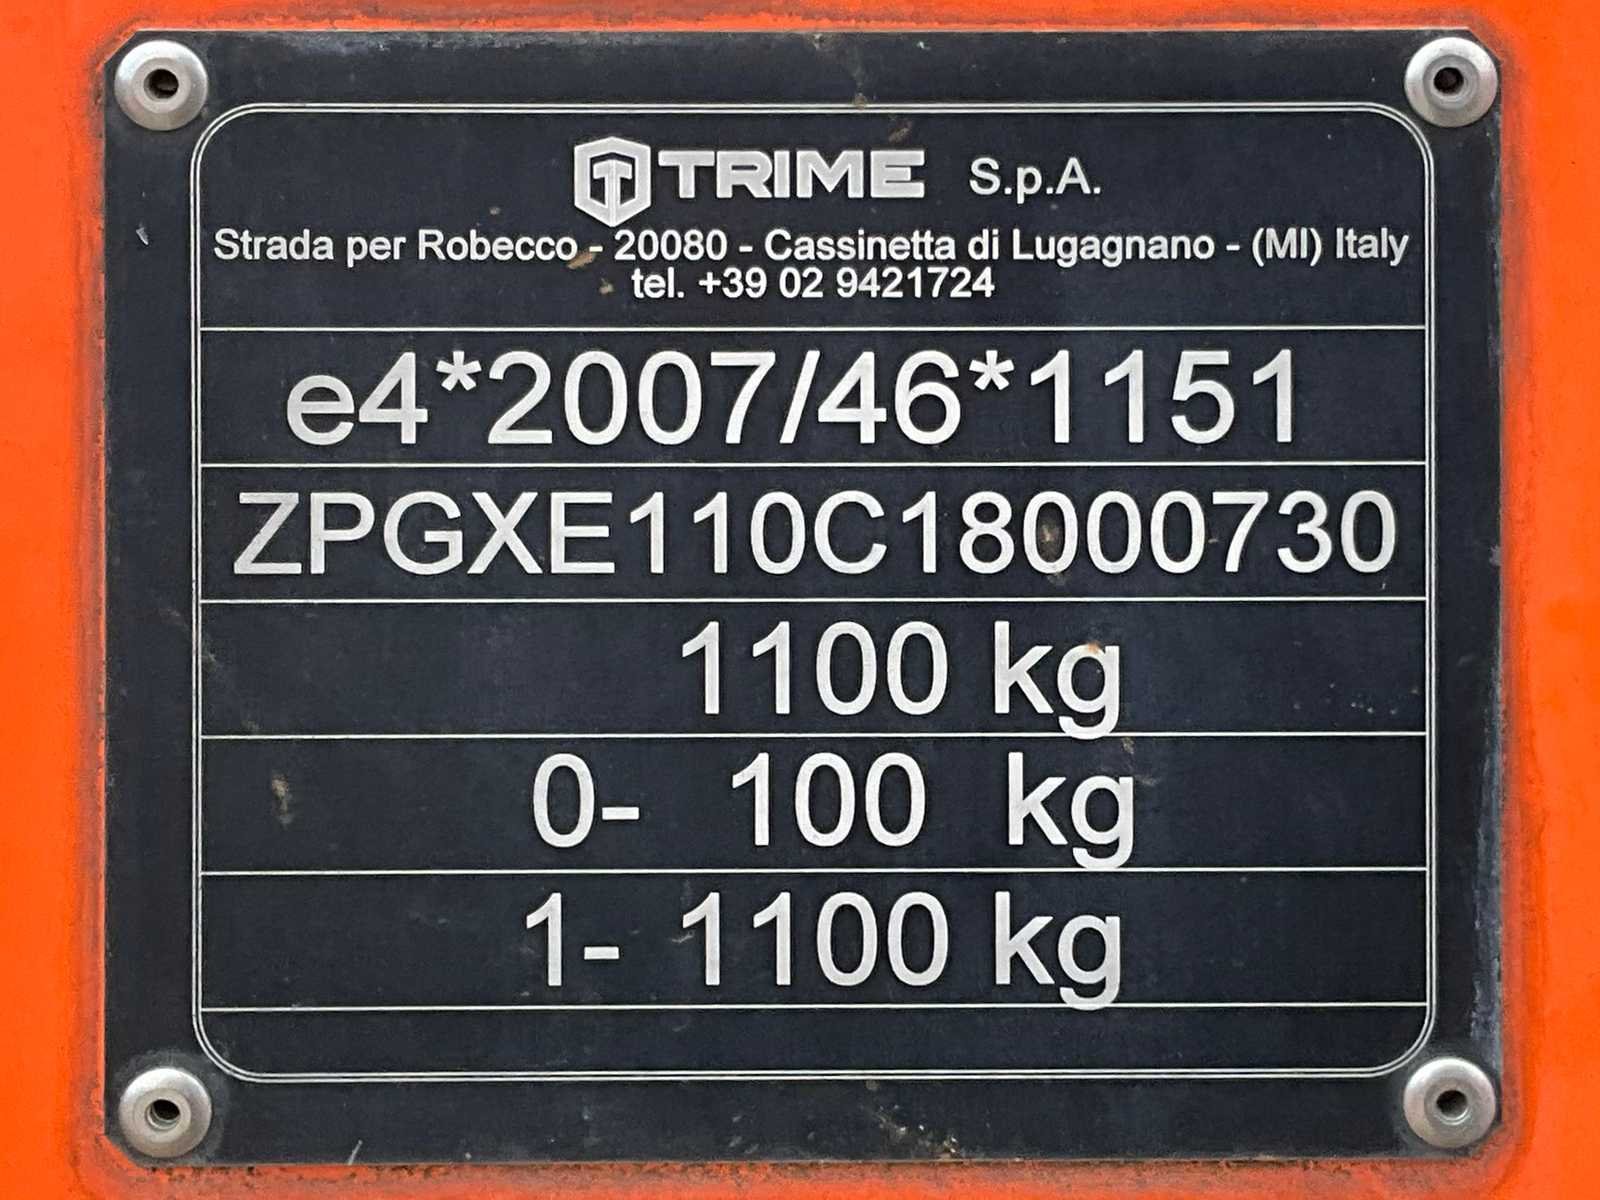 TRIME S.p.A.
Strada per Robecco - 20080 - Cassinetta di Lugagnano - (MI) Italy
tel. +39 02 9421724
e4*2007/46*1151
ZPGXE110C18000730
1100 kg
0- 100 kg
1- 1100 kg